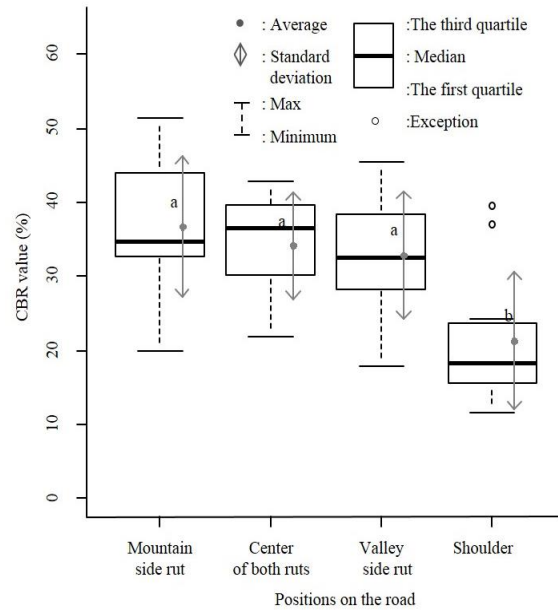 : Average
: Standard
deviation
: Max
: Minimum
:The third quartile
: Median
:The first quartile
:Exception
CBR value (%)
60
50
40
30
20
10
0
a
a
a
b
Mountain
side rut
Center
of both ruts
Valley
side rut
Shoulder
Positions on the road